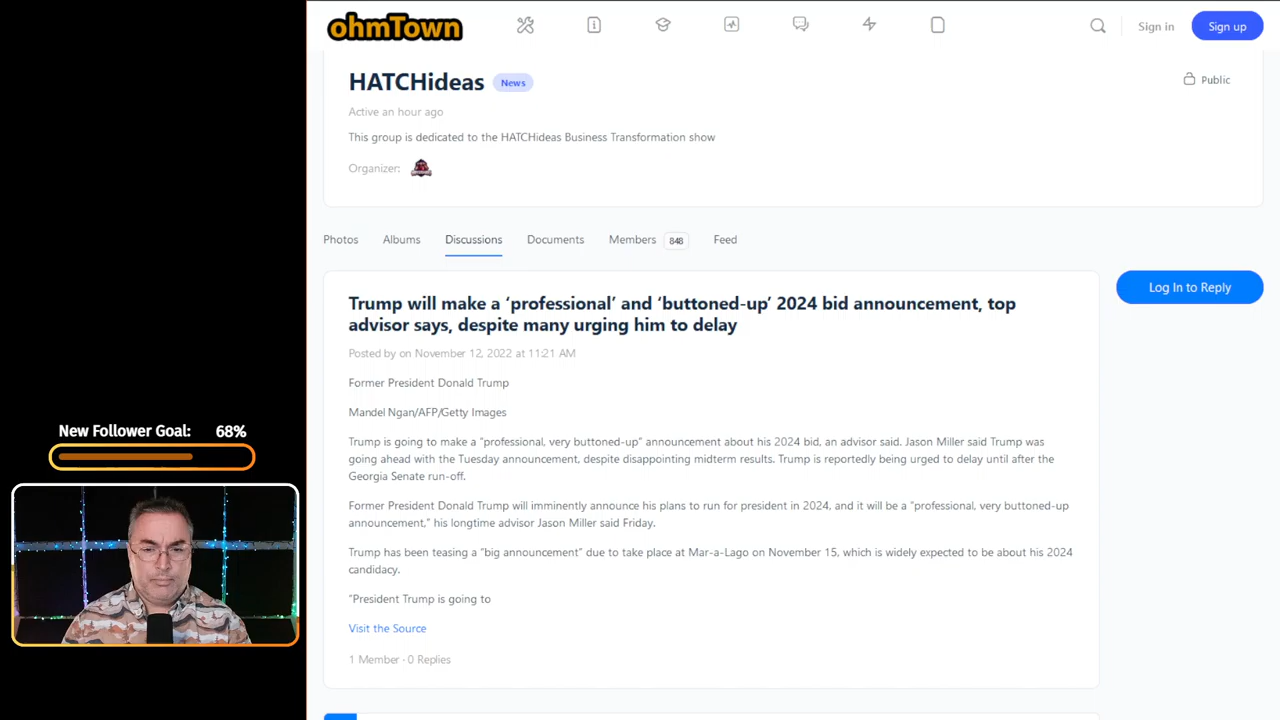 ohmTown
Sign in
Sign up
HATCHideas
News
Public
Active an hour ago
This group is dedicated to the HATCHideas Business Transformation show
Organizer:
Photos
Albums
Discussions
Documents
Members
848
Feed
Trump will make a ‘professional’ and ‘buttoned-up’ 2024 bid announcement, top
advisor says, despite many urging him to delay
Log In to Reply
Posted by on November 12, 2022 at 11:21 AM
Former President Donald Trump
Mandel Ngan/AFP/Getty Images
Trump is going to make a "professional, very buttoned-up" announcement about his 2024 bid, an advisor said. Jason Miller said Trump was
going ahead with the Tuesday announcement, despite disappointing midterm results. Trump is reportedly being urged to delay until after the
Georgia Senate run-off.
Former President Donald Trump will imminently announce his plans to run for president in 2024, and it will be a "professional, very buttoned-up
announcement," his longtime advisor Jason Miller said Friday.
Trump has been teasing a "big announcement" due to take place at Mar-a-Lago on November 15, which is widely expected to be about his 2024
candidacy.
"President Trump is going to
Visit the Source
1 Member · 0 Replies
New Follower Goal: 68%